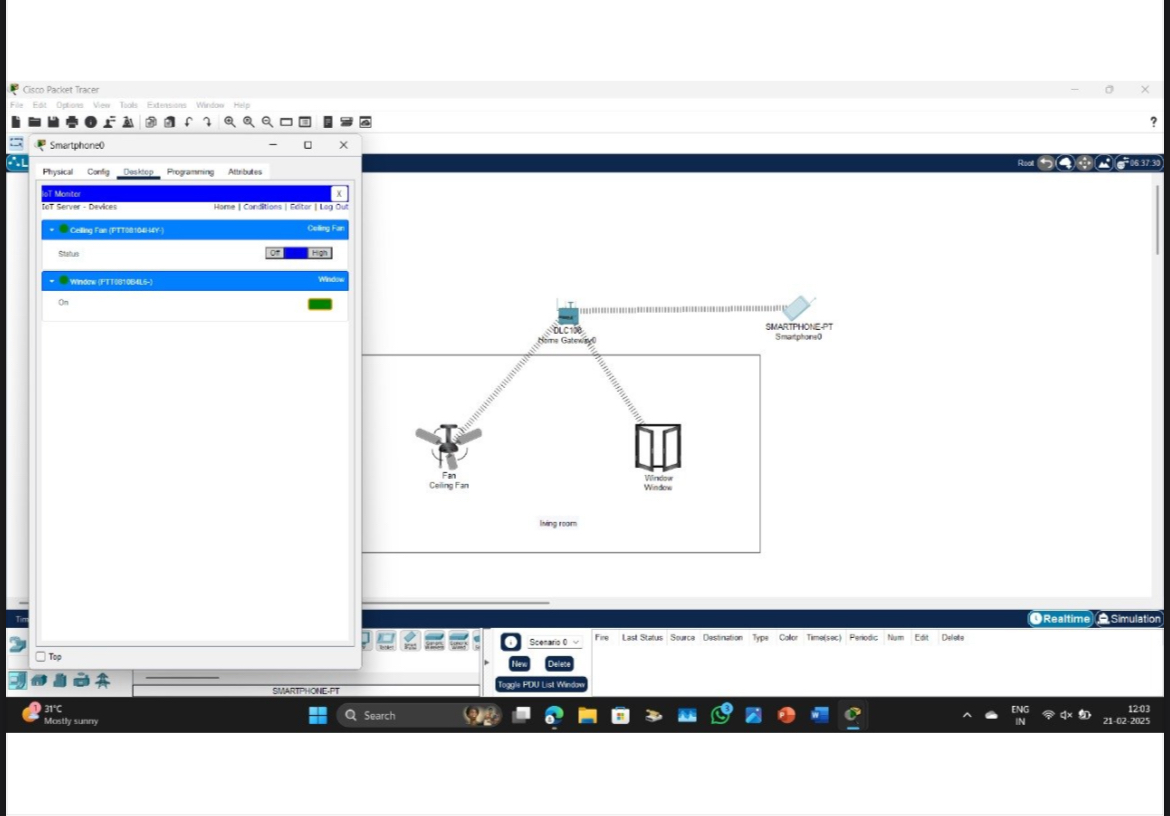 Cisco Packet Tracer
File Edit Options View Tools Extensions Window Help
?
Smartphone0
Physical Config Desktop Programming Attributes
IoT Monitor X
IoT Server - Devices Home | Conditions | Editor | Log Out
Ceiling Fan Ceiling Fan
Status Off High
Window Window
On
Top
Root 06:37:30
DLC100
Home Gateway0
SMARTPHONE-PT
Smartphone0
Fan
Ceiling Fan
Window
Window
living room
Realtime Simulation
Scenario 0
New Delete
Toggle PDU List Window
Fire Last Status Source Destination Type Color Time(sec) Periodic Num Edit Delete
SMARTPHONE-PT
31°C
Mostly sunny
Search
ENG
IN
12:03
21-02-2025